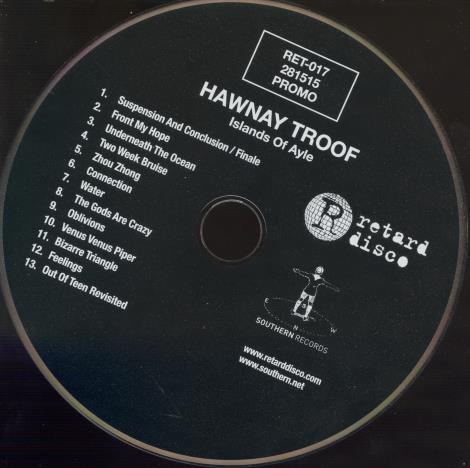 RET-017
281515
PROMO
HAWNAY TROOF
Islands Of Ayle
1. Suspension And Conclusion / Finale
2. Front My Hope
3. Underneath The Ocean
4. Two Week Bruise
5. Zhou Zhong
6. Connection
7. Water
8. The Gods Are Crazy
9. Oblivions
10. Venus Venus Piper
11. Bizarre Triangle
12. Feelings
13. Out Of Teen Revisited
R
retard
disco
S
W
N
SOUTHERN RECORDS
www.retarddisco.com
www.southern.net